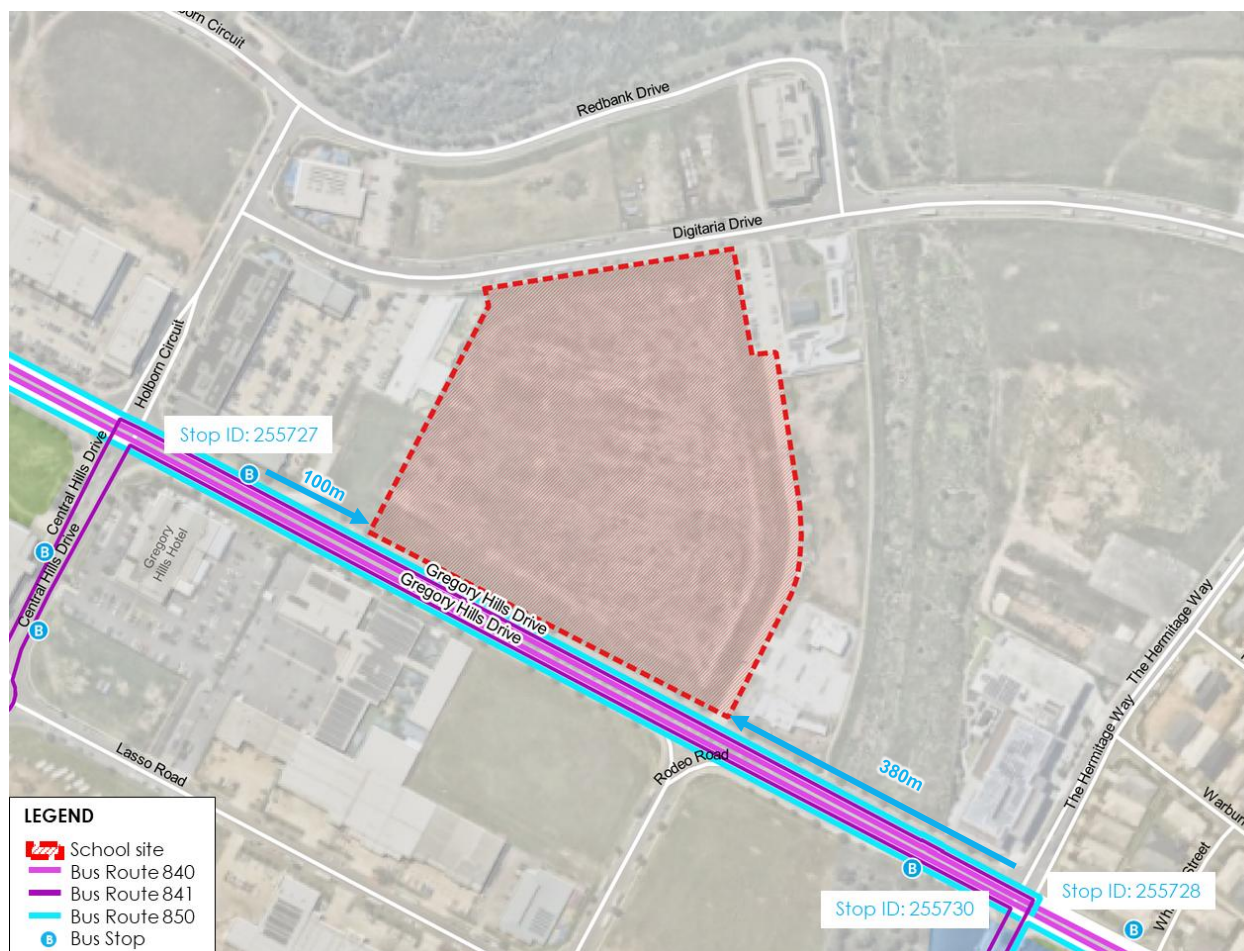 born Circuit
Redbank Drive
Digitaria Drive
Holborn Circuit
Stop ID: 255727
100m
Central Hills Drive
Central Hills Drive
Gregory
Hills Hotel
Gregory Hills Drive
Gregory Hills Drive
The Hermitage Way
The Hermitage Way
Lasso Road
Rodeo Road
380m
Warbur
Wh
Street
Stop ID: 255728
Stop ID: 255730
B
B
B
B
B
LEGEND
School site
Bus Route 840
Bus Route 841
Bus Route 850
B Bus Stop